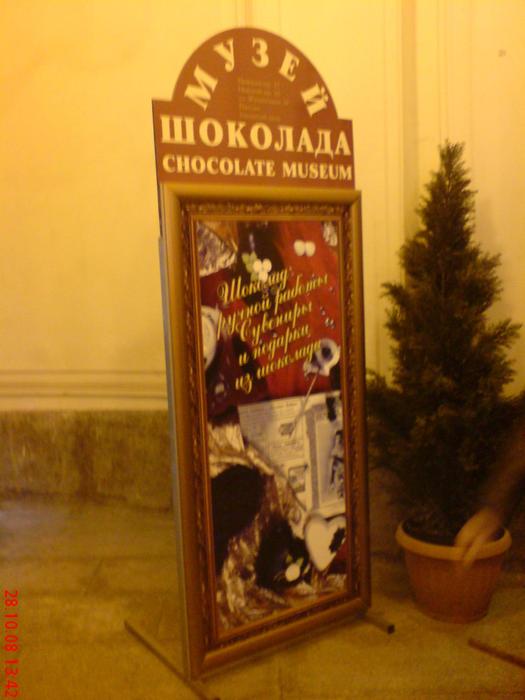 МУЗЕЙ
ШОКОЛАДА
CHOCOLATE MUSEUM
Шоколад
ручной работы
Сувениры
и подарки
из шоколада
28.10.08 13:42